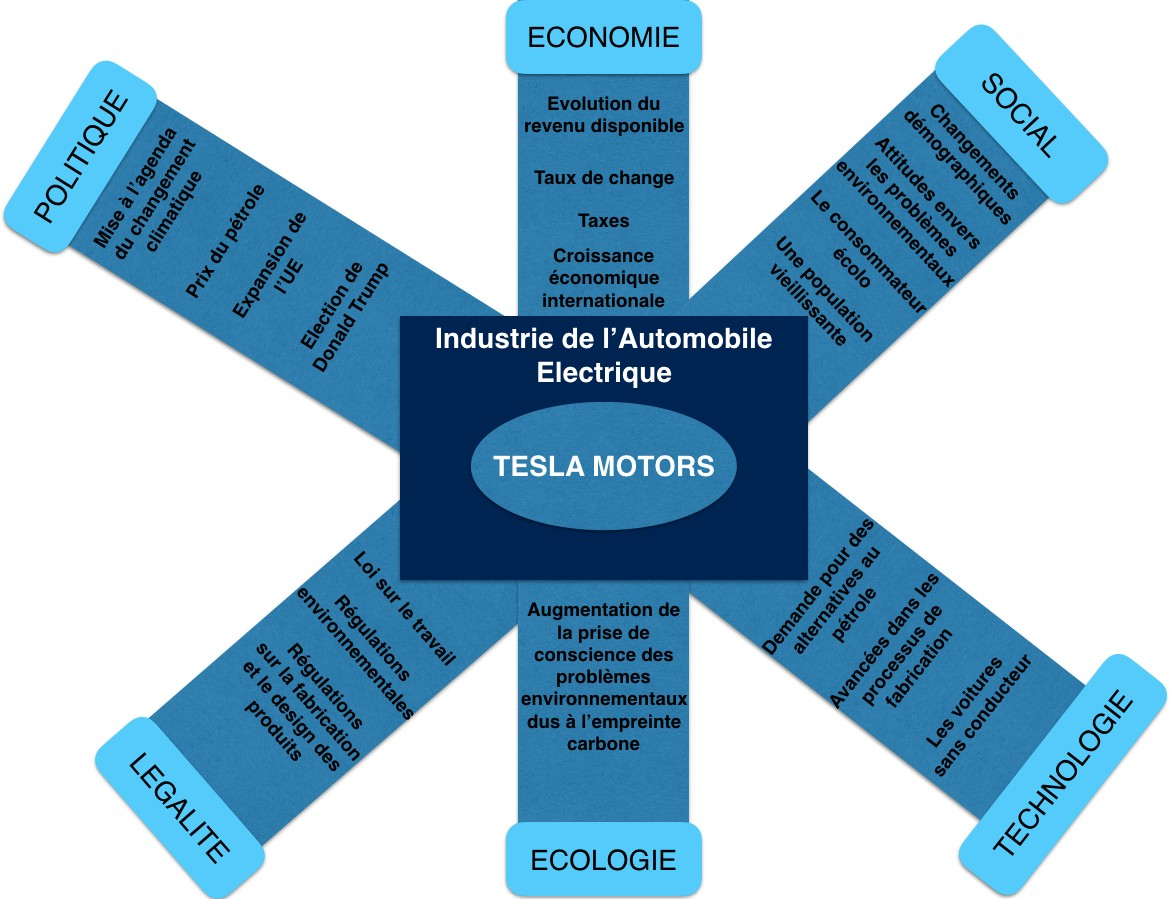 ECONOMIE
Evolution du
revenu disponible
Taux de change
Taxes
Croissance
économique
internationale
SOCIAL
Changements
démographiques
Attitudes envers
les problèmes
environnementaux
Le consommateur
écolo
Une population
vieillissante
POLITIQUE
Mise à l’agenda
du changement
climatique
Prix du pétrole
Expansion de
l’UE
Election de
Donald Trump
Industrie de l’Automobile
Electrique
TESLA MOTORS
Loi sur le travail
Régulations
environnementales
Régulations
sur la fabrication
et le design des
produits
LEGALITE
Augmentation de
la prise de
conscience des
problèmes
environnementaux
dus à l’empreinte
carbone
ECOLOGIE
Demande pour des
alternatives au
pétrole
Avancées dans les
processus de
fabrication
Les voitures
sans conducteur
TECHNOLOGIE